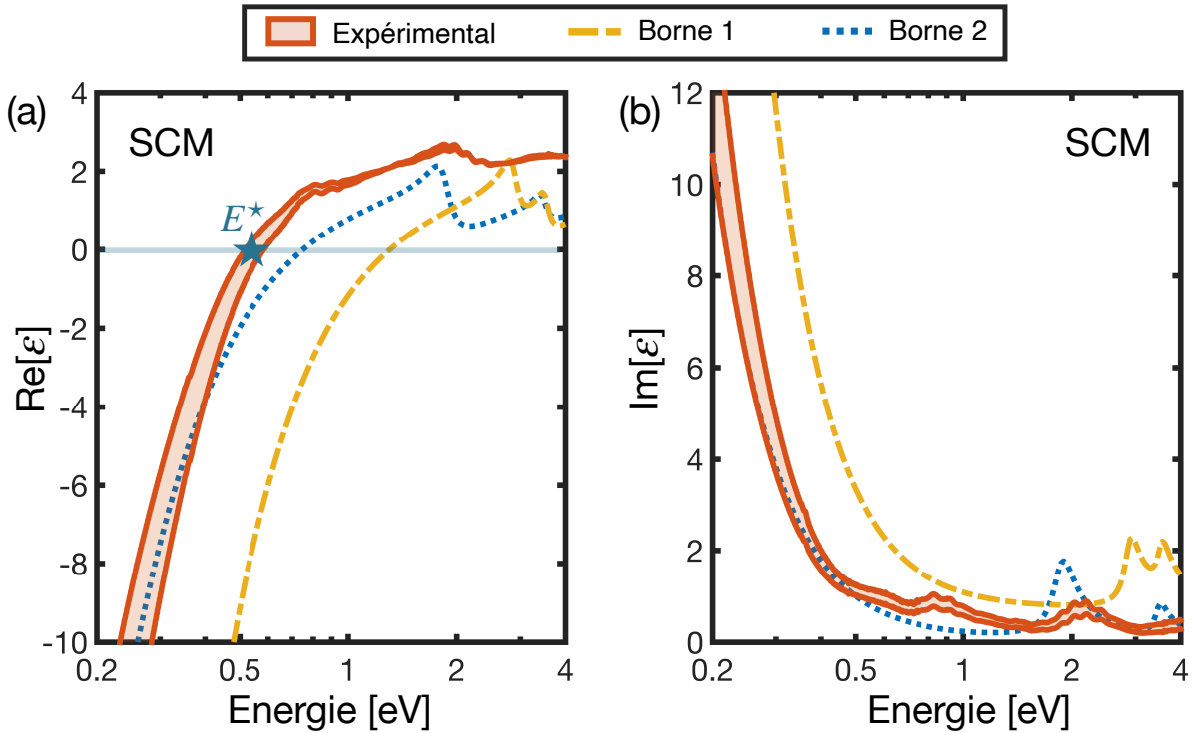 Expérimental Borne 1 Borne 2
(a)
SCM
E★
Re[ε]
4
2
0
-2
-4
-6
-8
-10
0.2 0.5 1 2 4
Energie [eV]
(b)
SCM
Im[ε]
12
10
8
6
4
2
0
0.2 0.5 1 2 4
Energie [eV]